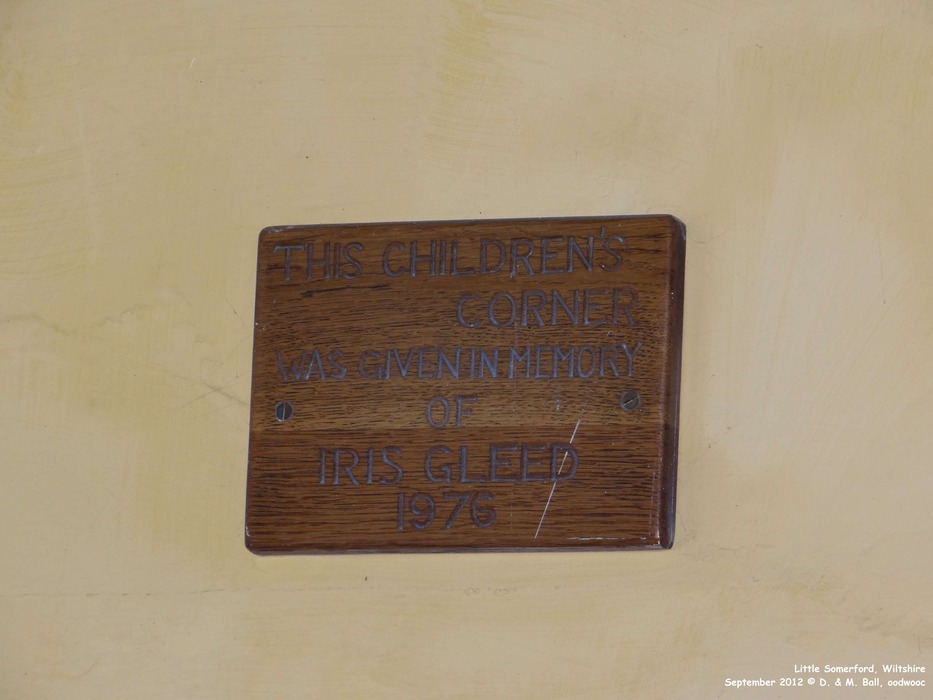 THIS CHILDREN'S
CORNER
WAS GIVEN IN MEMORY
OF
IRIS GLEED
1976
Little Somerford, Wiltshire
September 2012 © D. & M. Ball, oodwooc